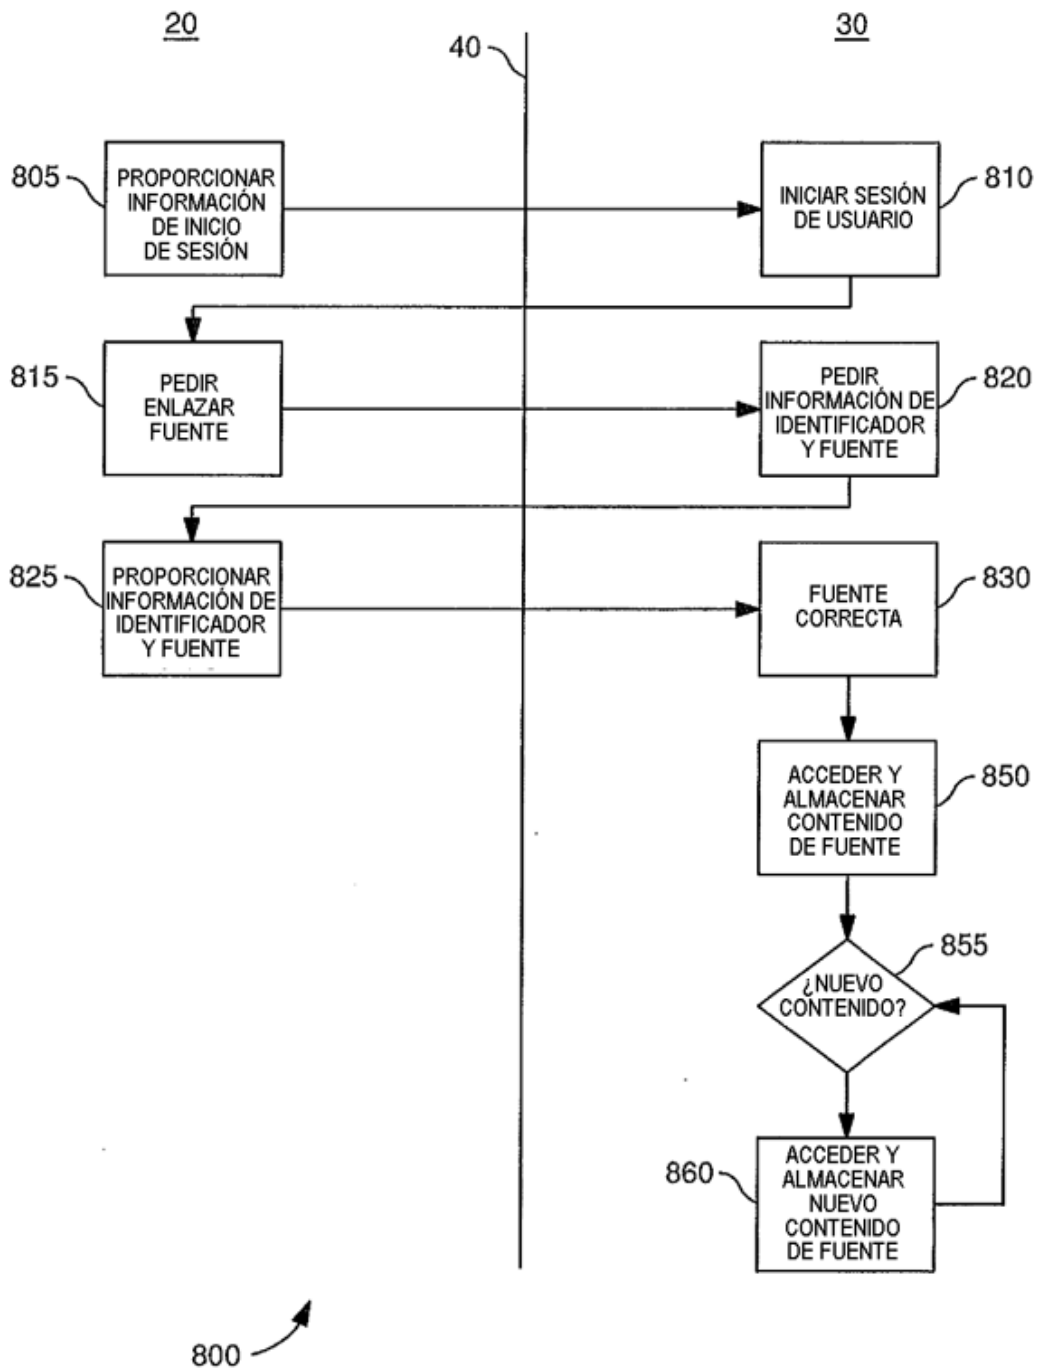 20
30
40
805
PROPORCIONAR
INFORMACIÓN
DE INICIO
DE SESIÓN
INICIAR SESIÓN
DE USUARIO
810
815
PEDIR
ENLAZAR
FUENTE
PEDIR
INFORMACIÓN DE
IDENTIFICADOR
Y FUENTE
820
825
PROPORCIONAR
INFORMACIÓN DE
IDENTIFICADOR
Y FUENTE
FUENTE
CORRECTA
830
ACCEDER Y
ALMACENAR
CONTENIDO
DE FUENTE
850
¿NUEVO
CONTENIDO?
855
860
ACCEDER Y
ALMACENAR
NUEVO
CONTENIDO
DE FUENTE
800